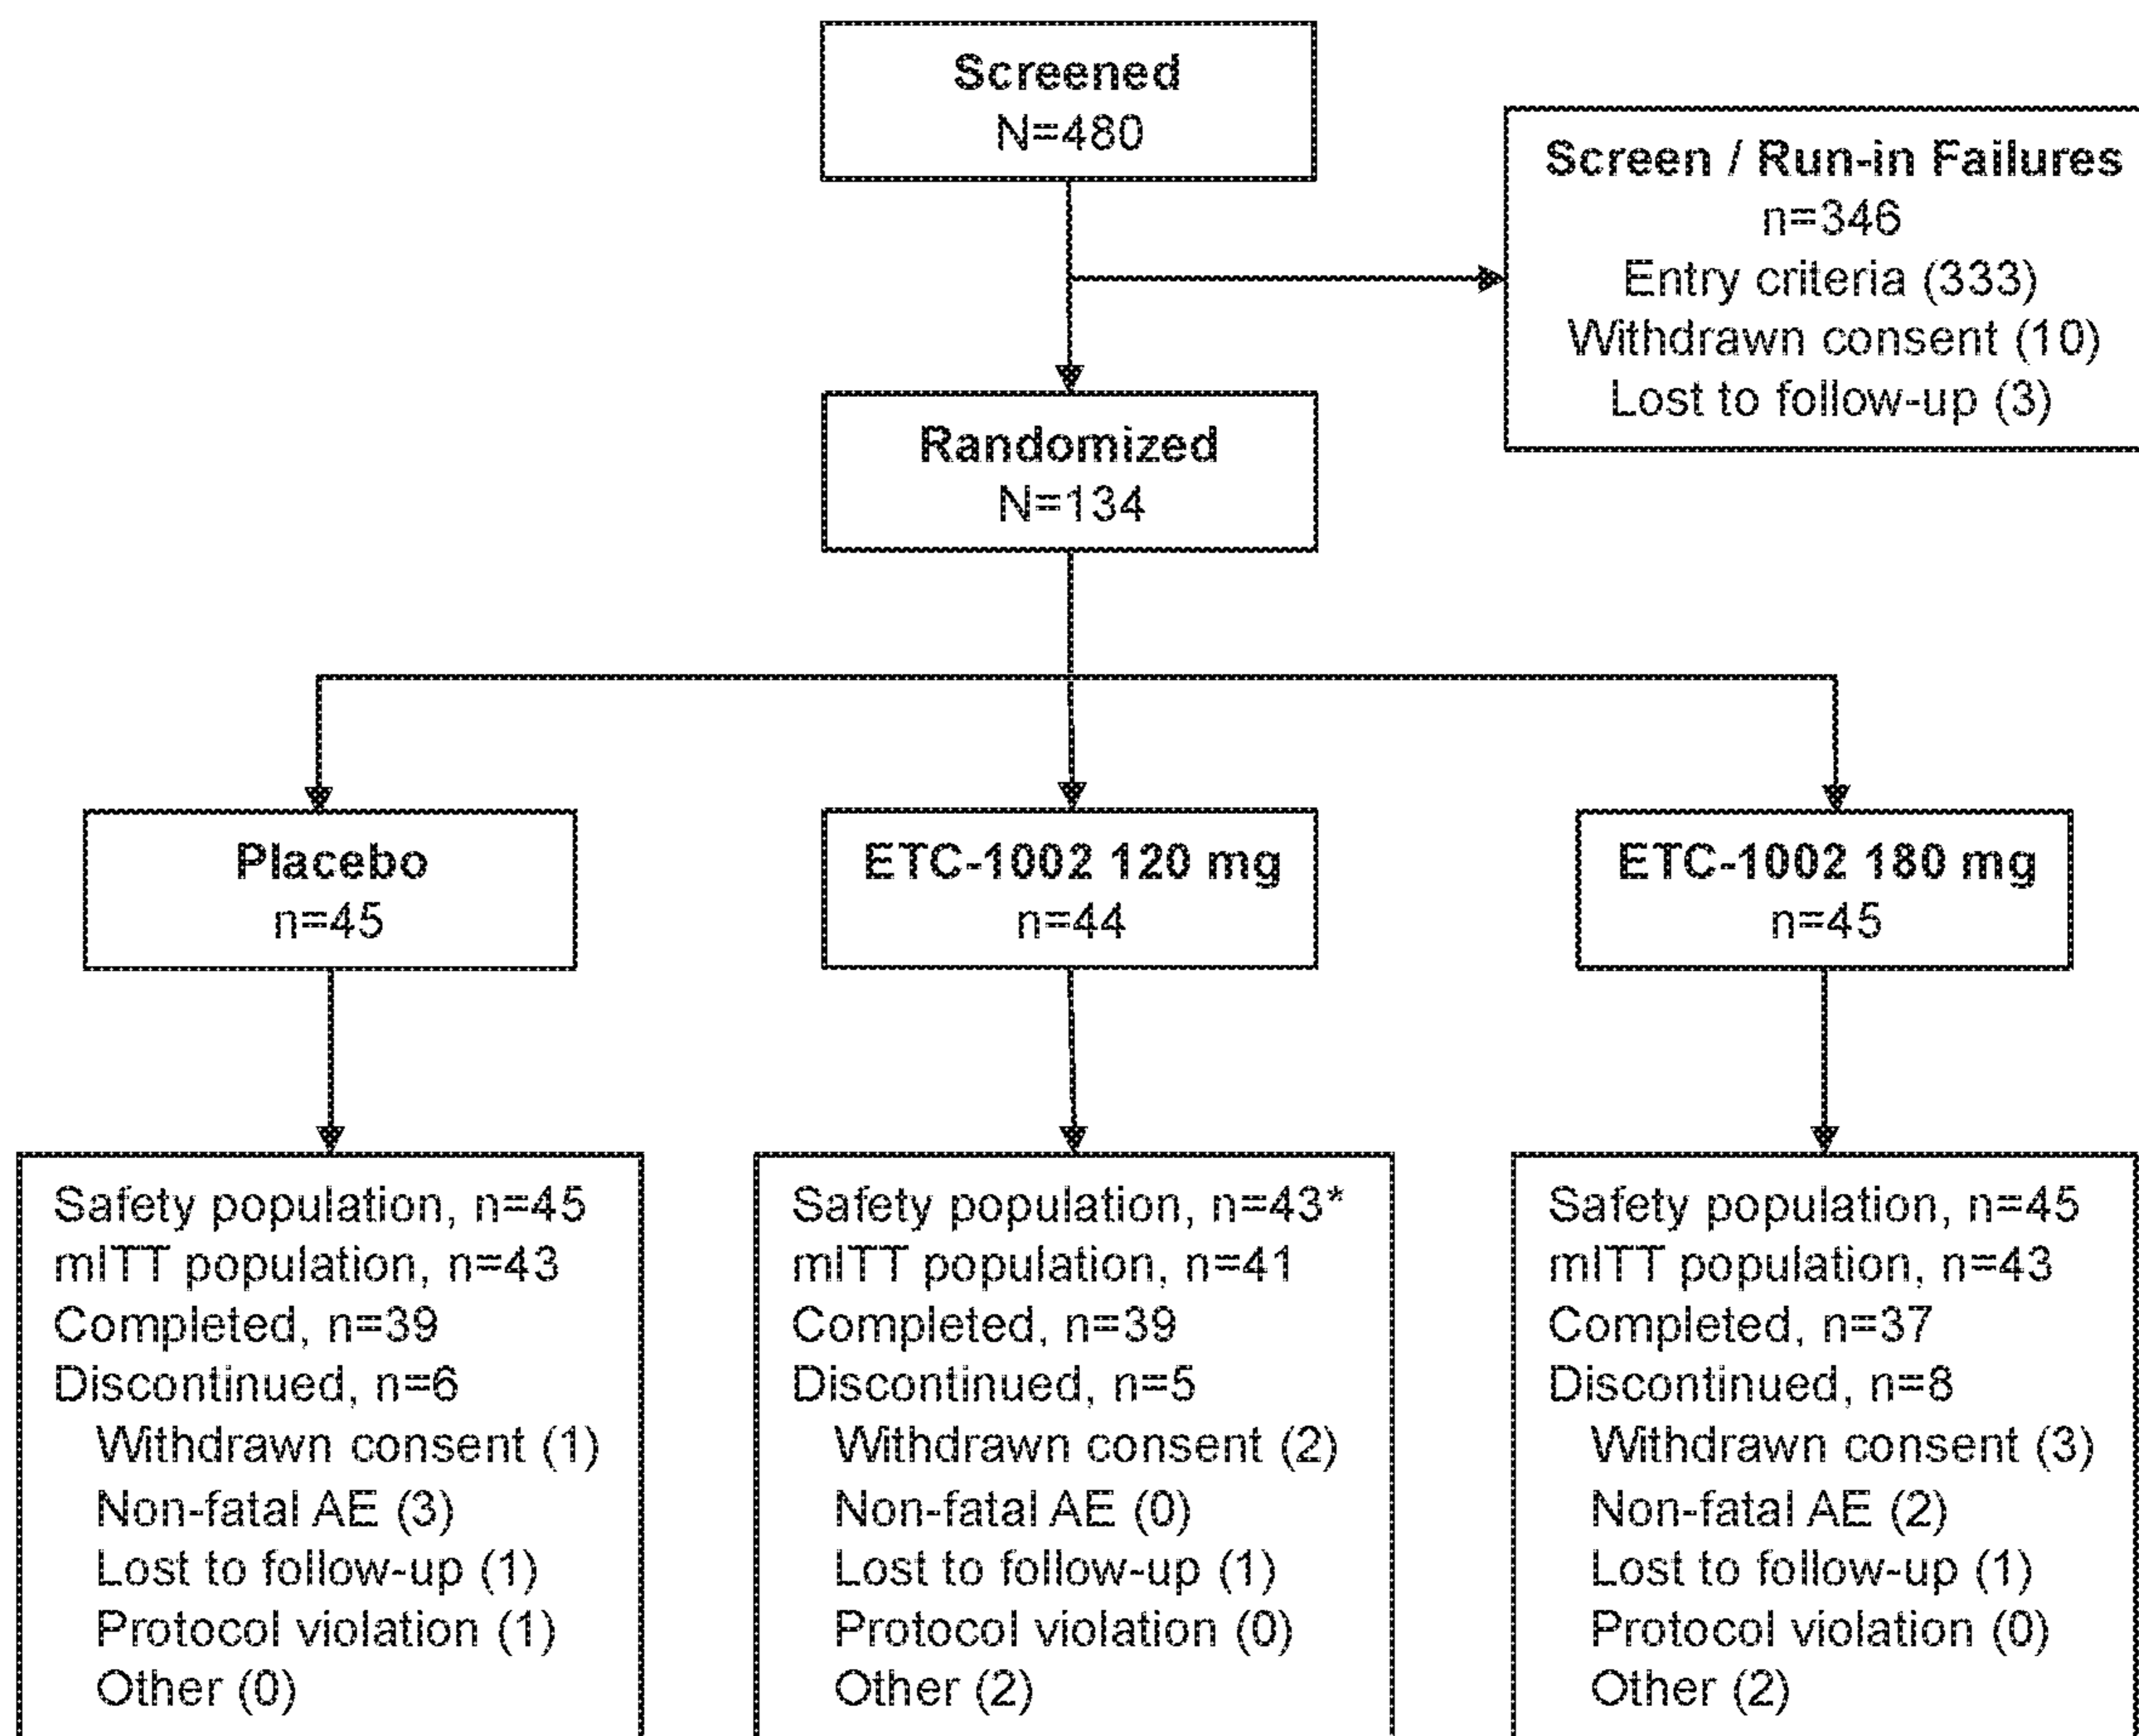 Screened
N=480
Screen / Run-in Failures
n=346
Entry criteria (333)
Withdrawn consent (10)
Lost to follow-up (3)
Randomized
N=134
Placebo
n=45
ETC-1002 120 mg
n=44
ETC-1002 180 mg
n=45
Safety population, n=45
mITT population, n=43
Completed, n=39
Discontinued, n=6
Withdrawn consent (1)
Non-fatal AE (3)
Lost to follow-up (1)
Protocol violation (1)
Other (0)
Safety population, n=43*
mITT population, n=41
Completed, n=39
Discontinued, n=5
Withdrawn consent (2)
Non-fatal AE (0)
Lost to follow-up (1)
Protocol violation (0)
Other (2)
Safety population, n=45
mITT population, n=43
Completed, n=37
Discontinued, n=8
Withdrawn consent (3)
Non-fatal AE (2)
Lost to follow-up (1)
Protocol violation (0)
Other (2)